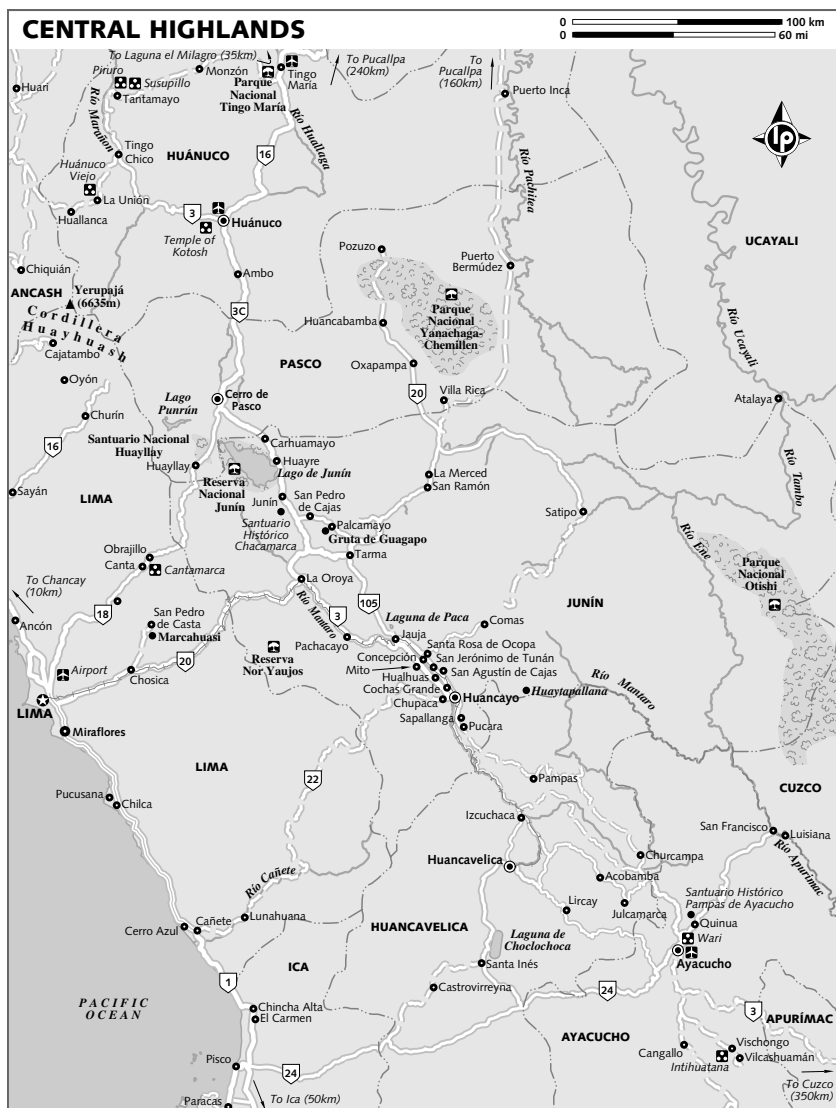 CENTRAL HIGHLANDS
0 100 km
0 60 mi
To Laguna el Milagro (35km)
To Pucallpa
(240km)
To
Pucallpa
(160km)
Huari
Piruro
Susupillo
Monzón
Tantamayo
Parque
Nacional
Tingo María
Tingo
María
Puerto Inca
lp
Río Marañon
Río Huallaga
Río Pachitea
Tingo
Chico
HUÁNUCO
16
Huánuco
Viejo
La Unión
Huallanca
3
Huánuco
Temple of
Kotosh
UCAYALI
Pozuzo
Puerto
Bermúdez
Chiquián
Ambo
ANCASH
Yerupajá
(6635m)
Cordillera
Huayhuash
3C
Parque
Nacional
Yanachaga-
Chemillen
Huancabamba
Río Ucayali
Cajatambo
PASCO
Oxapampa
Oyón
Lago
Punrún
Cerro de
Pasco
20
Villa Rica
Atalaya
Churín
16
Carhuamayo
Santuario Nacional
Huayllay
Huayllay
Huayre
Lago de Junín
La Merced
San Ramón
Río
Tambo
Sayán
LIMA
Reserva
Nacional
Junín
Junín
San Pedro
de Cajas
Palcamayo
Gruta de Guagapo
Santuario
Histórico
Chacamarca
Satipo
Río Ene
Obrajillo
Canta
Cantamarca
Tarma
Parque
Nacional
Otishi
To Chancay
(10km)
La Oroya
Río Mantaro
JUNÍN
18
San Pedro
de Casta
Marcahuasi
3
105
Laguna de Paca
Comas
Ancón
Jauja
Pachacayo
Santa Rosa de Ocopa
Concepción
San Jerónimo de Tunán
Reserva
Nor Yaujos
Mito
San Agustín de Cajas
Airport
20
Chosica
Hualhuas
Cochas Grande
Huaytapallana
Río Mantaro
Chupaca
Huancayo
LIMA
Sapallanga
Miraflores
Pucara
LIMA
22
Pampas
CUZCO
Pucusana
Chilca
Izcuchaca
San Francisco
Luisiana
Huancavelica
Churcampa
Río Apurímac
Río Cañete
Acobamba
Lircay
Julcamarca
Santuario Histórico
Pampas de Ayacucho
Lunahuana
HUANCAVELICA
Quinua
Cañete
Cerro Azul
Laguna de
Choclochoca
Wari
Ayacucho
ICA
Santa Inés
1
Castrovirreyna
24
PACIFIC
OCEAN
Chincha Alta
El Carmen
3
APURÍMAC
AYACUCHO
Cangallo
Vischongo
Vilcashuamán
Intihuatana
Pisco
24
To Cuzco
(350km)
Paracas
To Ica (50km)